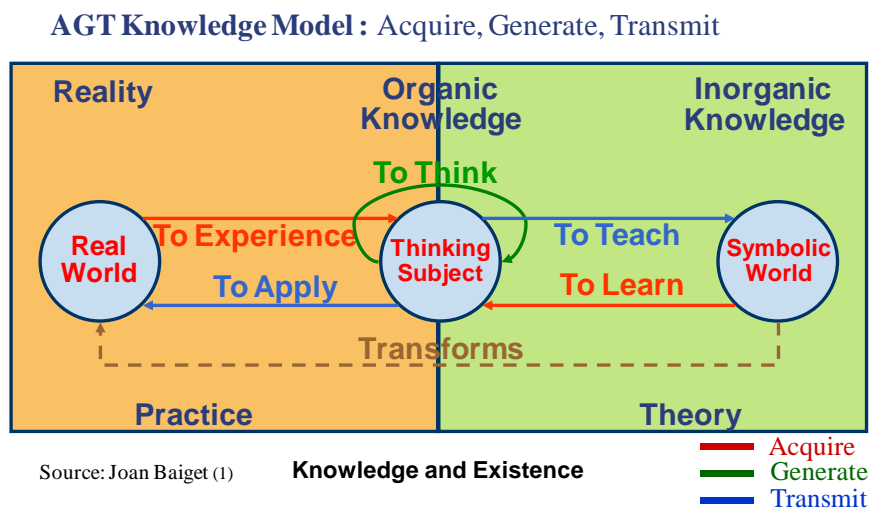 AGT Knowledge Model : Acquire, Generate, Transmit
Reality
Organic
Knowledge
Inorganic
Knowledge
To Think
Real
World
To Experience
Thinking
Subject
To Teach
Symbolic
World
To Apply
To Learn
Transforms
Practice
Theory
Source: Joan Baiget (1)
Knowledge and Existence
Acquire
Generate
Transmit